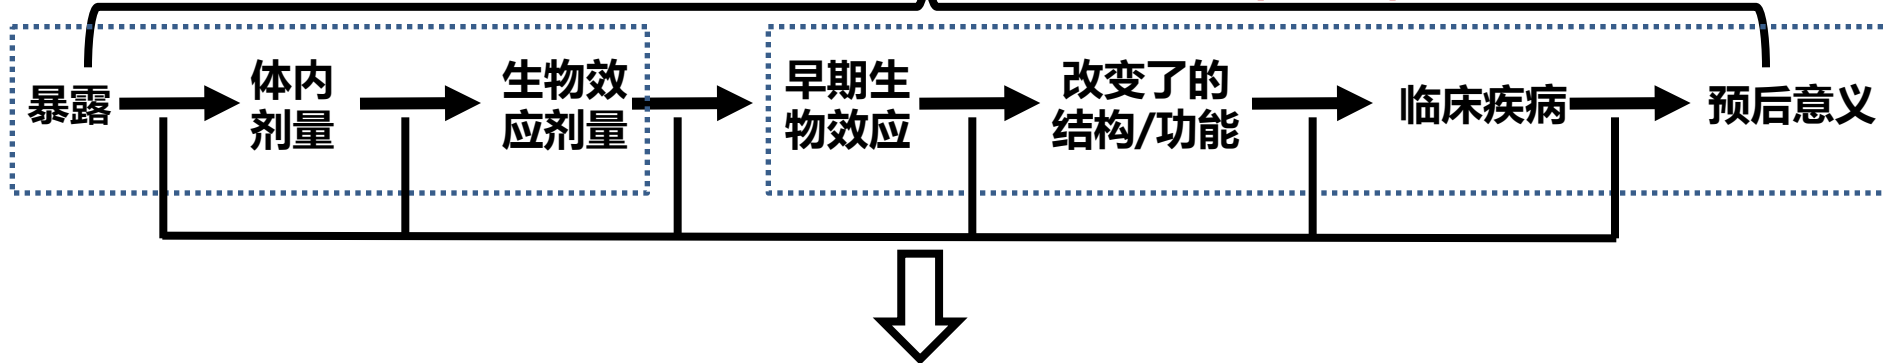 暴露
体内
剂量
生物效
应剂量
早期生
物效应
改变了的
结构/功能
临床疾病
预后意义